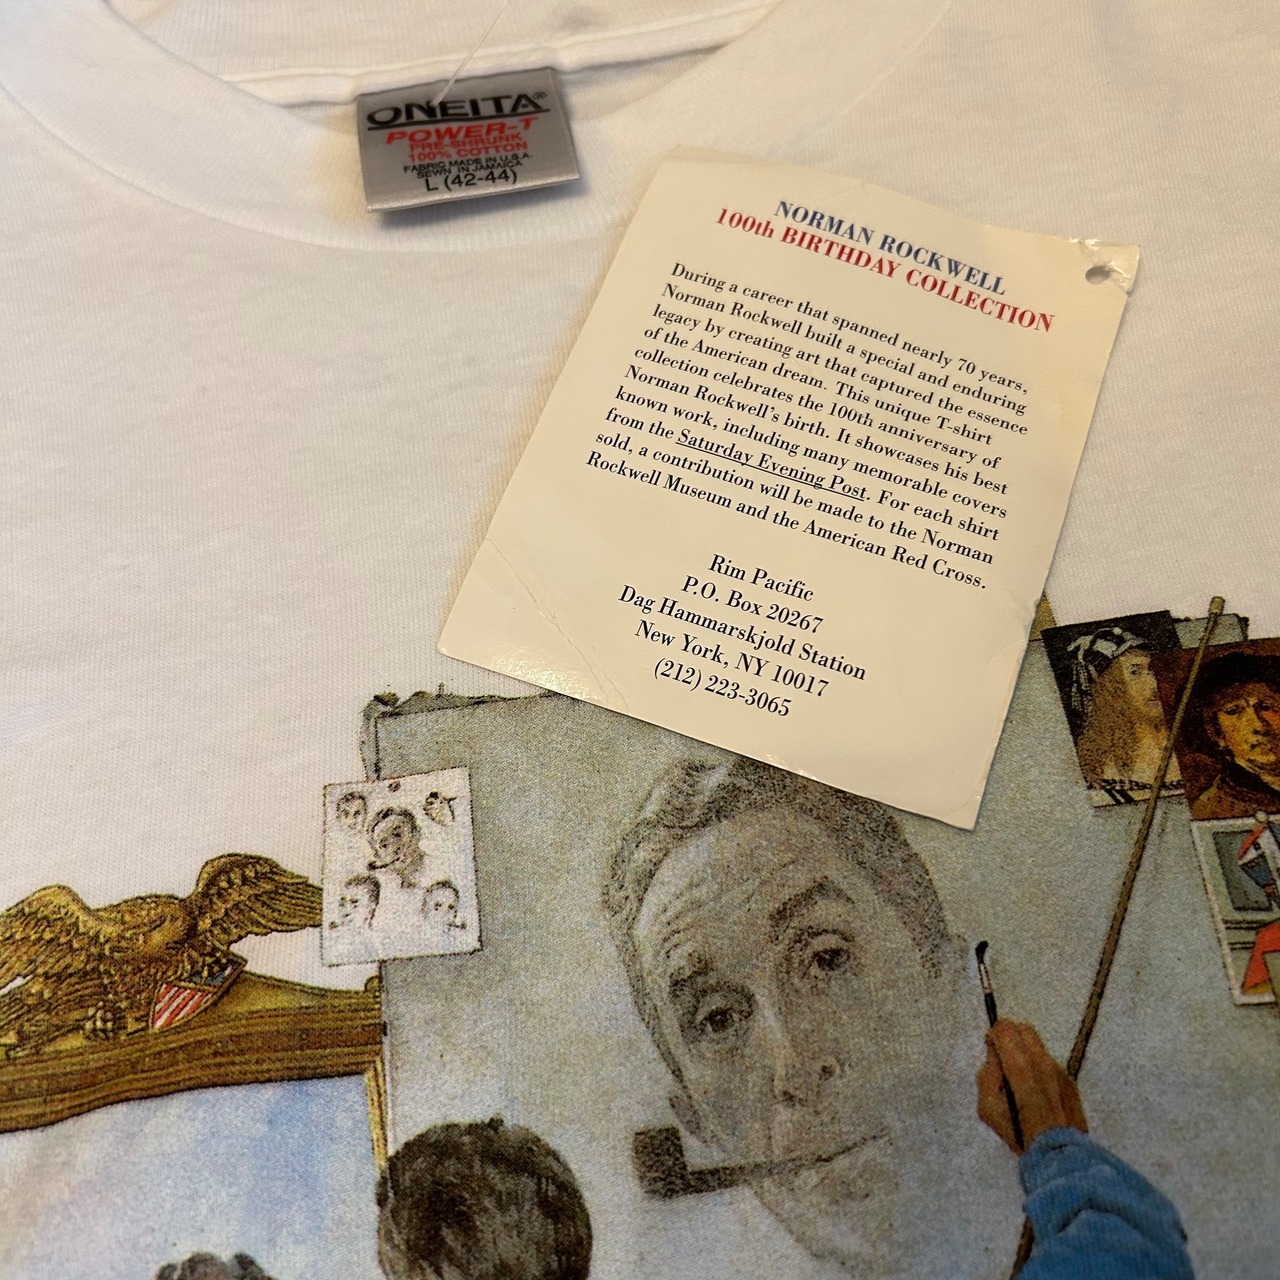 ONEITA®
POWER-T
PRE-SHRUNK
100% COTTON
FABRIC MADE IN U.S.A.
SEWN IN JAMAICA
L (42-44)
NORMAN ROCKWELL
100th BIRTHDAY COLLECTION
During a career that spanned nearly 70 years,
Norman Rockwell built a special and enduring
legacy by creating art that captured the essence
of the American dream. This unique T-shirt
collection celebrates the 100th anniversary of
Norman Rockwell's birth. It showcases his best
known work, including many memorable covers
from the Saturday Evening Post. For each shirt
sold, a contribution will be made to the Norman
Rockwell Museum and the American Red Cross.
Rim Pacific
P.O. Box 20267
Dag Hammarskjold Station
New York, NY 10017
(212) 223-3065